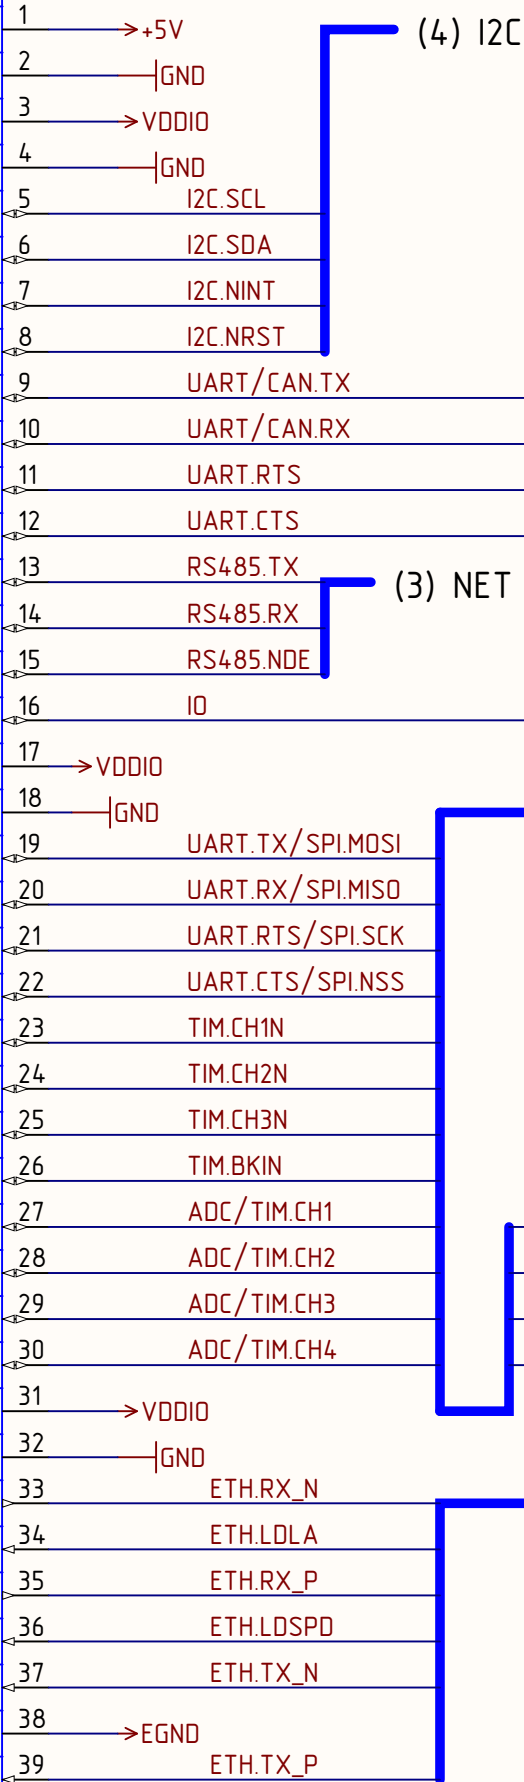 1 +5V (4) I2C
2 GND
3 VDDIO
4 GND
5 I2C.SCL
6 I2C.SDA
7 I2C.NINT
8 I2C.NRST
9 UART/CAN.TX
10 UART/CAN.RX
11 UART.RTS
12 UART.CTS
13 RS485.TX (3) NET
14 RS485.RX
15 RS485.NDE
16 IO
17 VDDIO
18 GND
19 UART.TX/SPI.MOSI
20 UART.RX/SPI.MISO
21 UART.RTS/SPI.SCK
22 UART.CTS/SPI.NSS
23 TIM.CH1N
24 TIM.CH2N
25 TIM.CH3N
26 TIM.BKIN
27 ADC/TIM.CH1
28 ADC/TIM.CH2
29 ADC/TIM.CH3
30 ADC/TIM.CH4
31 VDDIO
32 GND
33 ETH.RX_N
34 ETH.LDLA
35 ETH.RX_P
36 ETH.LDSPD
37 ETH.TX_N
38 EGND
39 ETH.TX_P